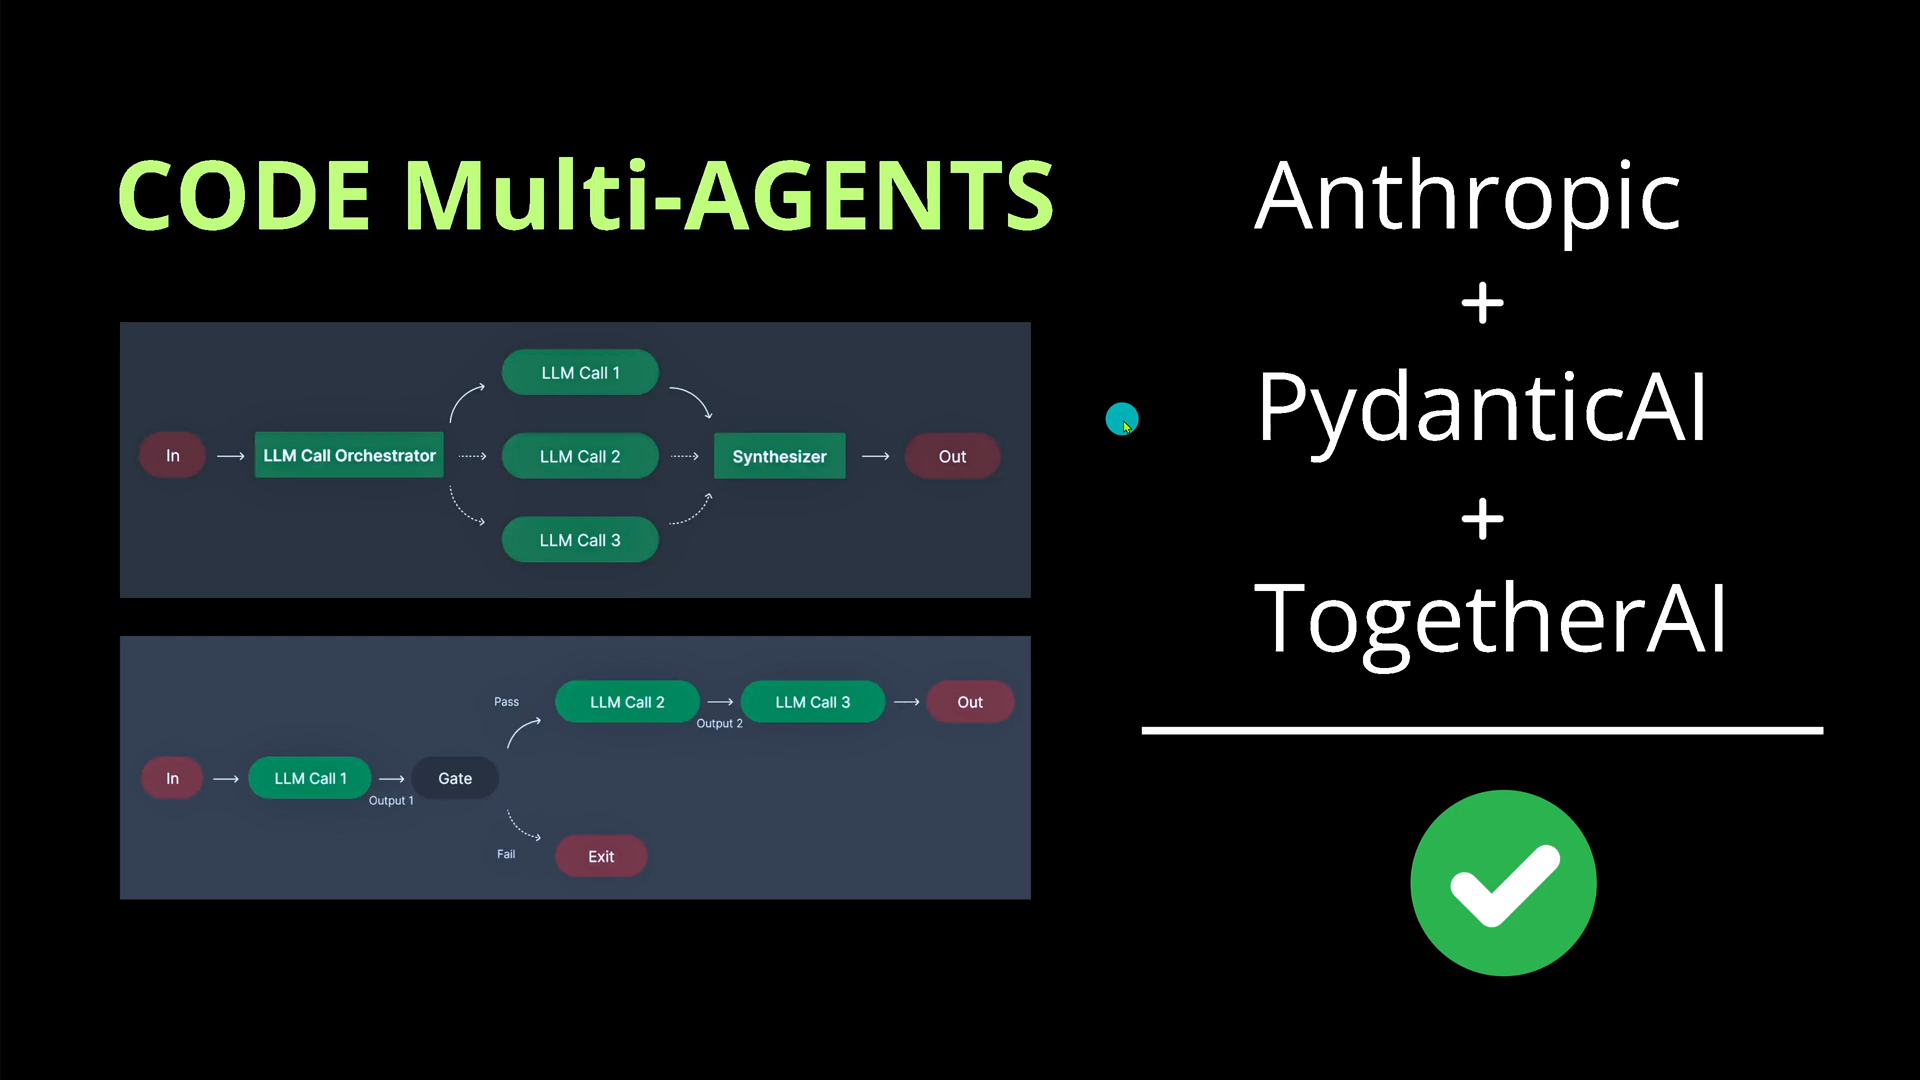 CODE Multi-AGENTS
LLM Call 1
In
LLM Call Orchestrator
LLM Call 2
Synthesizer
Out
LLM Call 3
Pass
LLM Call 2
Output 2
LLM Call 3
Out
In
LLM Call 1
Output 1
Gate
Fail
Exit
Anthropic
+
PydanticAI
+
TogetherAI